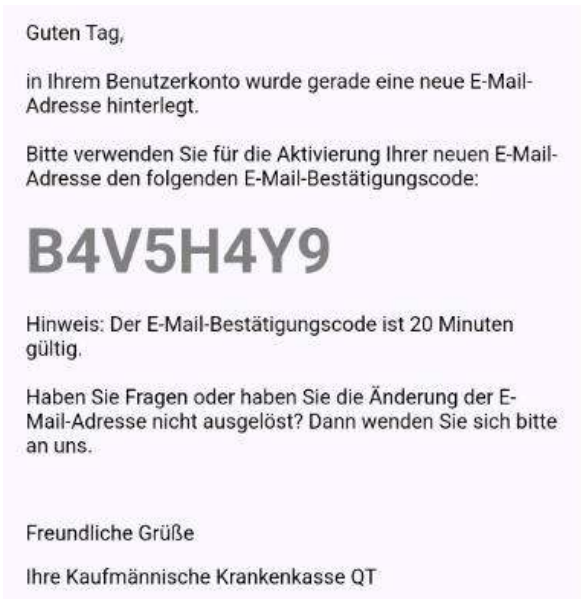 Guten Tag,
in Ihrem Benutzerkonto wurde gerade eine neue E-Mail-
Adresse hinterlegt.
Bitte verwenden Sie für die Aktivierung Ihrer neuen E-Mail-
Adresse den folgenden E-Mail-Bestätigungscode:
B4V5H4Y9
Hinweis: Der E-Mail-Bestätigungscode ist 20 Minuten
gültig.
Haben Sie Fragen oder haben Sie die Änderung der E-
Mail-Adresse nicht ausgelöst? Dann wenden Sie sich bitte
an uns.
Freundliche Grüße
Ihre Kaufmännische Krankenkasse QT